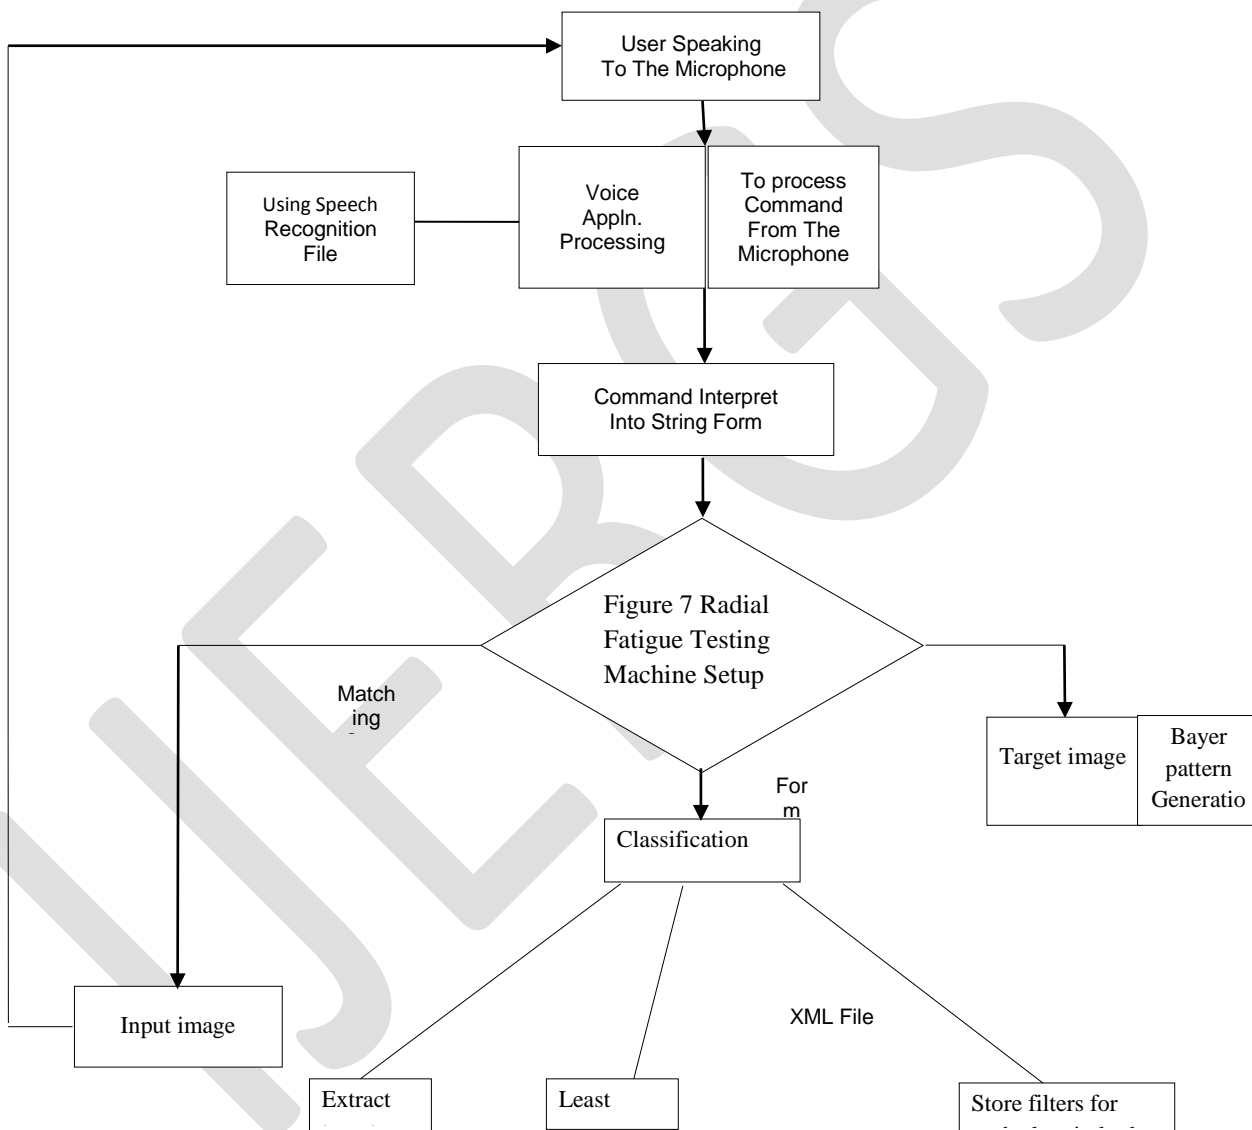 User Speaking
To The Microphone
Using Speech
Recognition
File
Voice
Appln.
Processing
To process
Command
From The
Microphone
Command Interpret
Into String Form
Figure 7 Radial
Fatigue Testing
Machine Setup
Match
ing
Target image
Bayer
pattern
Generatio
For
m
Classification
Input image
XML File
Extract
Least
Store filters for
IJERGS